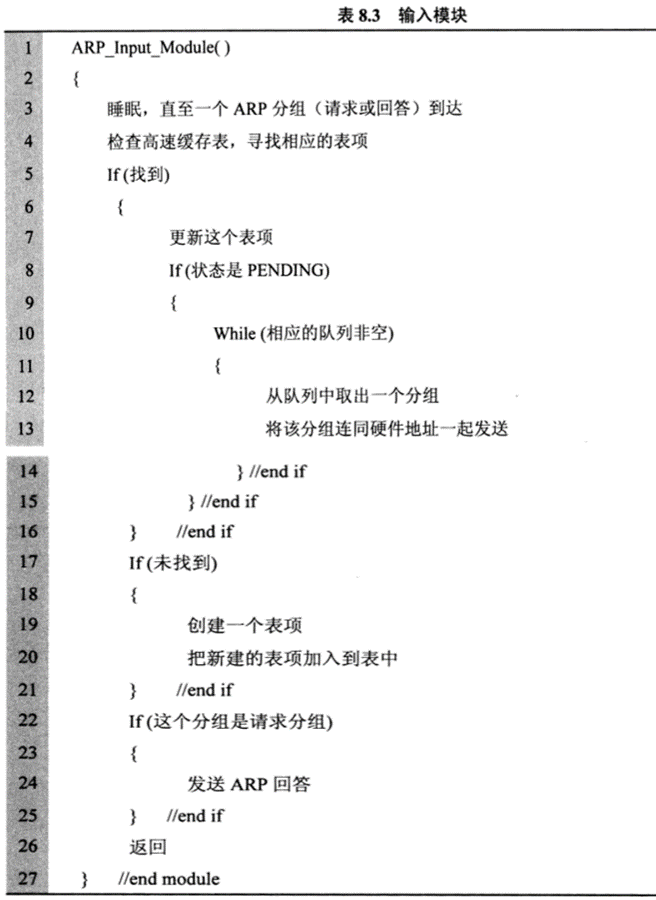 表 8.3 输入模块
1 ARP_Input_Module( )
2 {
3 睡眠，直至一个 ARP 分组（请求或回答）到达
4 检查高速缓存表，寻找相应的表项
5 If (找到)
6 {
7 更新这个表项
8 If (状态是 PENDING)
9 {
10 While (相应的队列非空)
11 {
12 从队列中取出一个分组
13 将该分组连同硬件地址一起发送
14 } //end if
15 } //end if
16 } //end if
17 If (未找到)
18 {
19 创建一个表项
20 把新建的表项加入到表中
21 } //end if
22 If (这个分组是请求分组)
23 {
24 发送 ARP 回答
25 } //end if
26 返回
27 } //end module